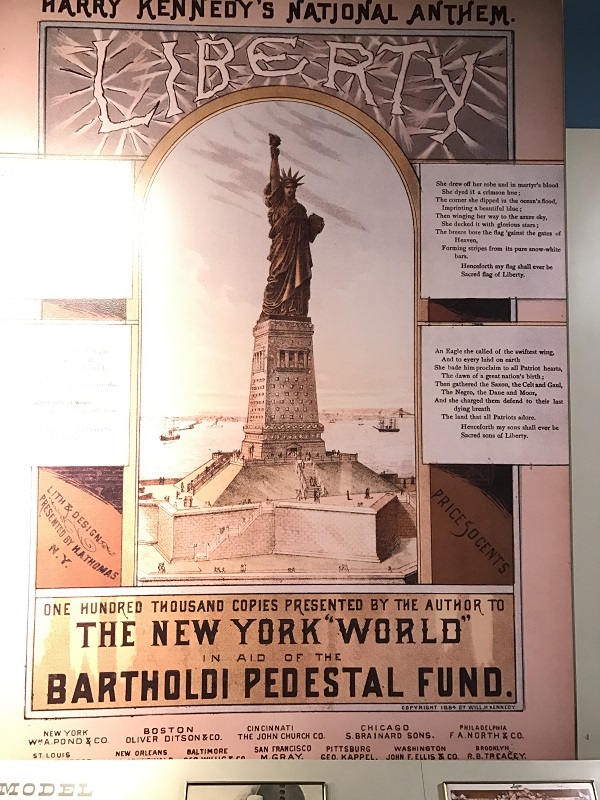 HARRY KENNEDY'S NATIONAL ANTHEM.
LIBERTY
She drew off her robe and in martyr's blood
She dyed it a crimson hue;
The corner she dipped in the ocean's flood,
Imprinting a beautiful blue;
Then winging her way to the azure sky,
She decked it with glorious stars;
The breeze bore the flag 'gainst the gates of
Heaven,
Forming stripes from its pure snow-white
bars.
Henceforth my flag shall ever be
Sacred flag of Liberty.
An Eagle she called of the swiftest wing,
And to every land on earth
She bade him proclaim to all Patriot hearts,
The dawn of a great nation's birth;
Then gathered the Saxon, the Celt and Gaul,
The Negro, the Dane and Moor,
And she charged them defend to their last
dying breath
The land that all Patriots adore.
Henceforth my sons shall ever be
Sacred sons of Liberty.
LITH & DESIGN
PRESENTED BY H.A. THOMAS
N.Y.
PRICE 50 CENTS
ONE HUNDRED THOUSAND COPIES PRESENTED BY THE AUTHOR TO
THE NEW YORK "WORLD"
IN AID OF THE
BARTHOLDI PEDESTAL FUND.
COPYRIGHT 1884 BY WILL. H. KENNEDY
NEW YORK BOSTON CINCINNATI CHICAGO PHILADELPHIA
WM A. POND & CO. OLIVER DITSON & CO. THE JOHN CHURCH CO. S. BRAINARD SONS. F.A. NORTH & CO.
ST. LOUIS NEW ORLEANS BALTIMORE SAN FRANCISCO PITTSBURG WASHINGTON BROOKLYN
M. GRAY. GEO. KAPPEL. JOHN F. ELLIS & CO. R.B. TREACEY.
4
MODEL